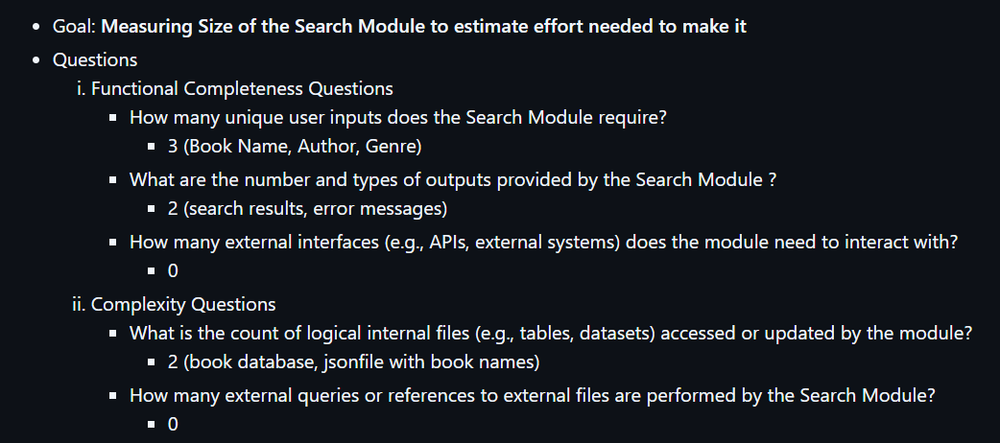 Goal: Measuring Size of the Search Module to estimate effort needed to make it
Questions
i. Functional Completeness Questions
How many unique user inputs does the Search Module require?
3 (Book Name, Author, Genre)
What are the number and types of outputs provided by the Search Module ?
2 (search results, error messages)
How many external interfaces (e.g., APIs, external systems) does the module need to interact with?
0
ii. Complexity Questions
What is the count of logical internal files (e.g., tables, datasets) accessed or updated by the module?
2 (book database, jsonfile with book names)
How many external queries or references to external files are performed by the Search Module?
0